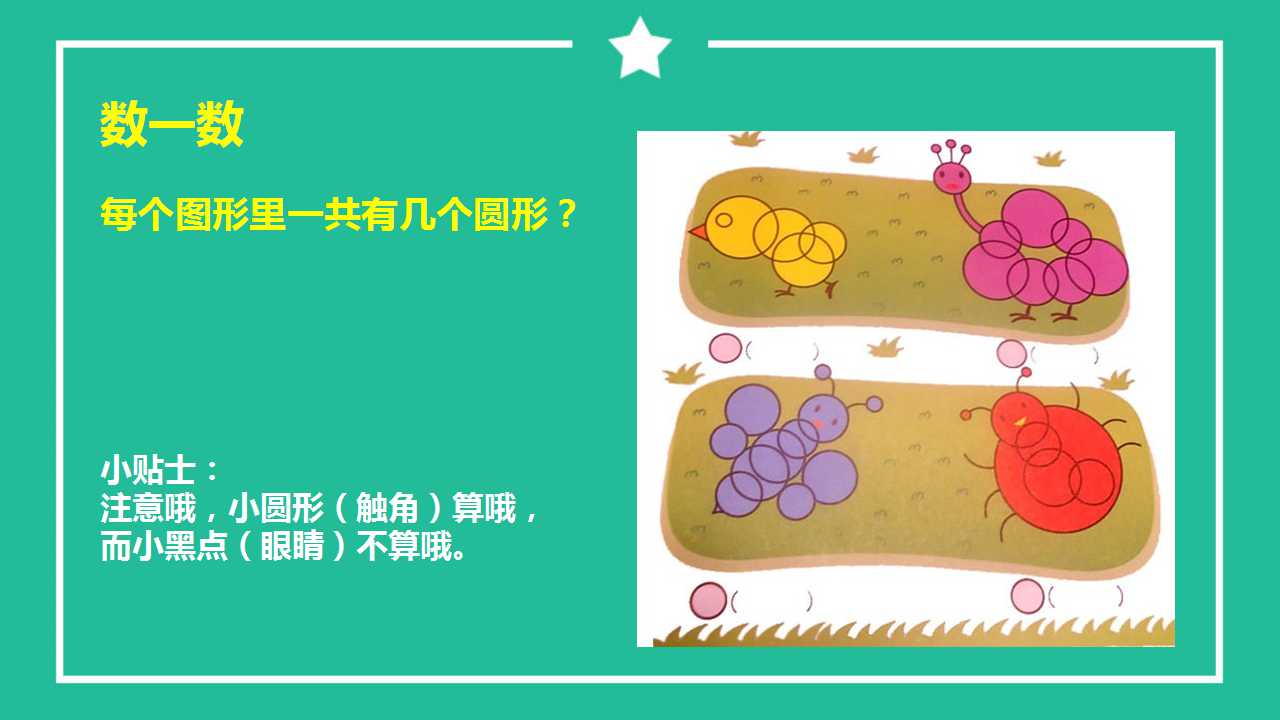 数一数
每个图形里一共有几个圆形？
小贴士：
注意哦，小圆形（触角）算哦，
而小黑点（眼睛）不算哦。
（ ）
（ ）
（ ）
（ ）